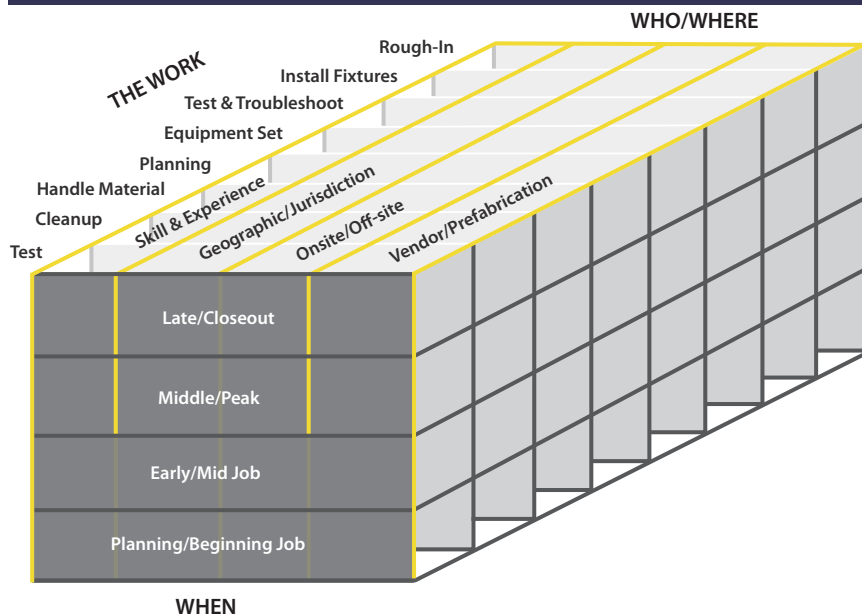 WHO/WHERE
THE WORK
Rough-In
Install Fixtures
Test & Troubleshoot
Equipment Set
Planning
Handle Material
Cleanup
Test
Skill & Experience
Geographic/Jurisdiction
Onsite/Off-site
Vendor/Prefabrication
Late/Closeout
Middle/Peak
Early/Mid Job
Planning/Beginning Job
WHEN